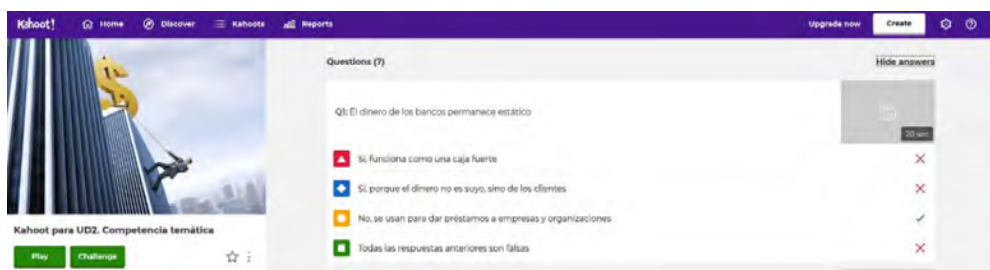 Kahoot! Home Discover Kahoots Reports Upgrade now Create
Questions (7) Hide answers
Q1: El dinero de los bancos permanece estático
20 sec
Si, funciona como una caja fuerte
Si, porque el dinero no es suyo, sino de los clientes
No, se usan para dar préstamos a empresas y organizaciones
Todas las respuestas anteriores son falsas
Kahoot para UD2. Competencia temática
Play Challenge